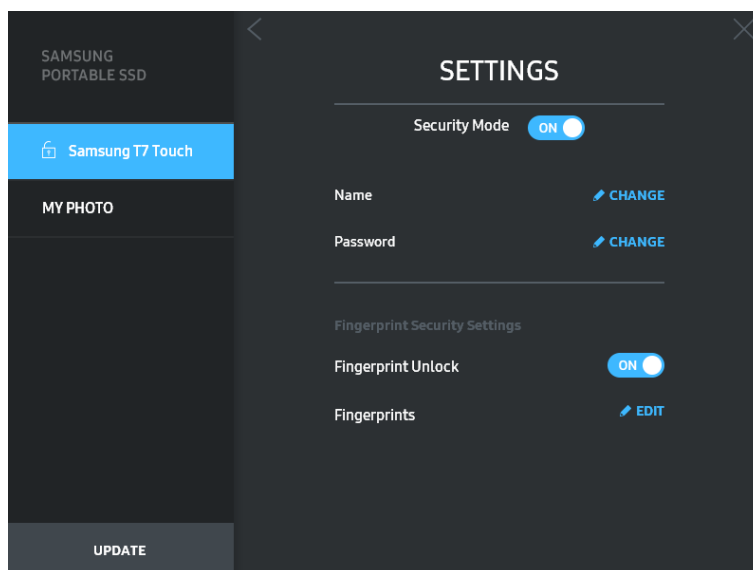 SAMSUNG
PORTABLE SSD
Samsung T7 Touch
MY PHOTO
UPDATE
SETTINGS
Security Mode ON
Name CHANGE
Password CHANGE
Fingerprint Security Settings
Fingerprint Unlock ON
Fingerprints EDIT